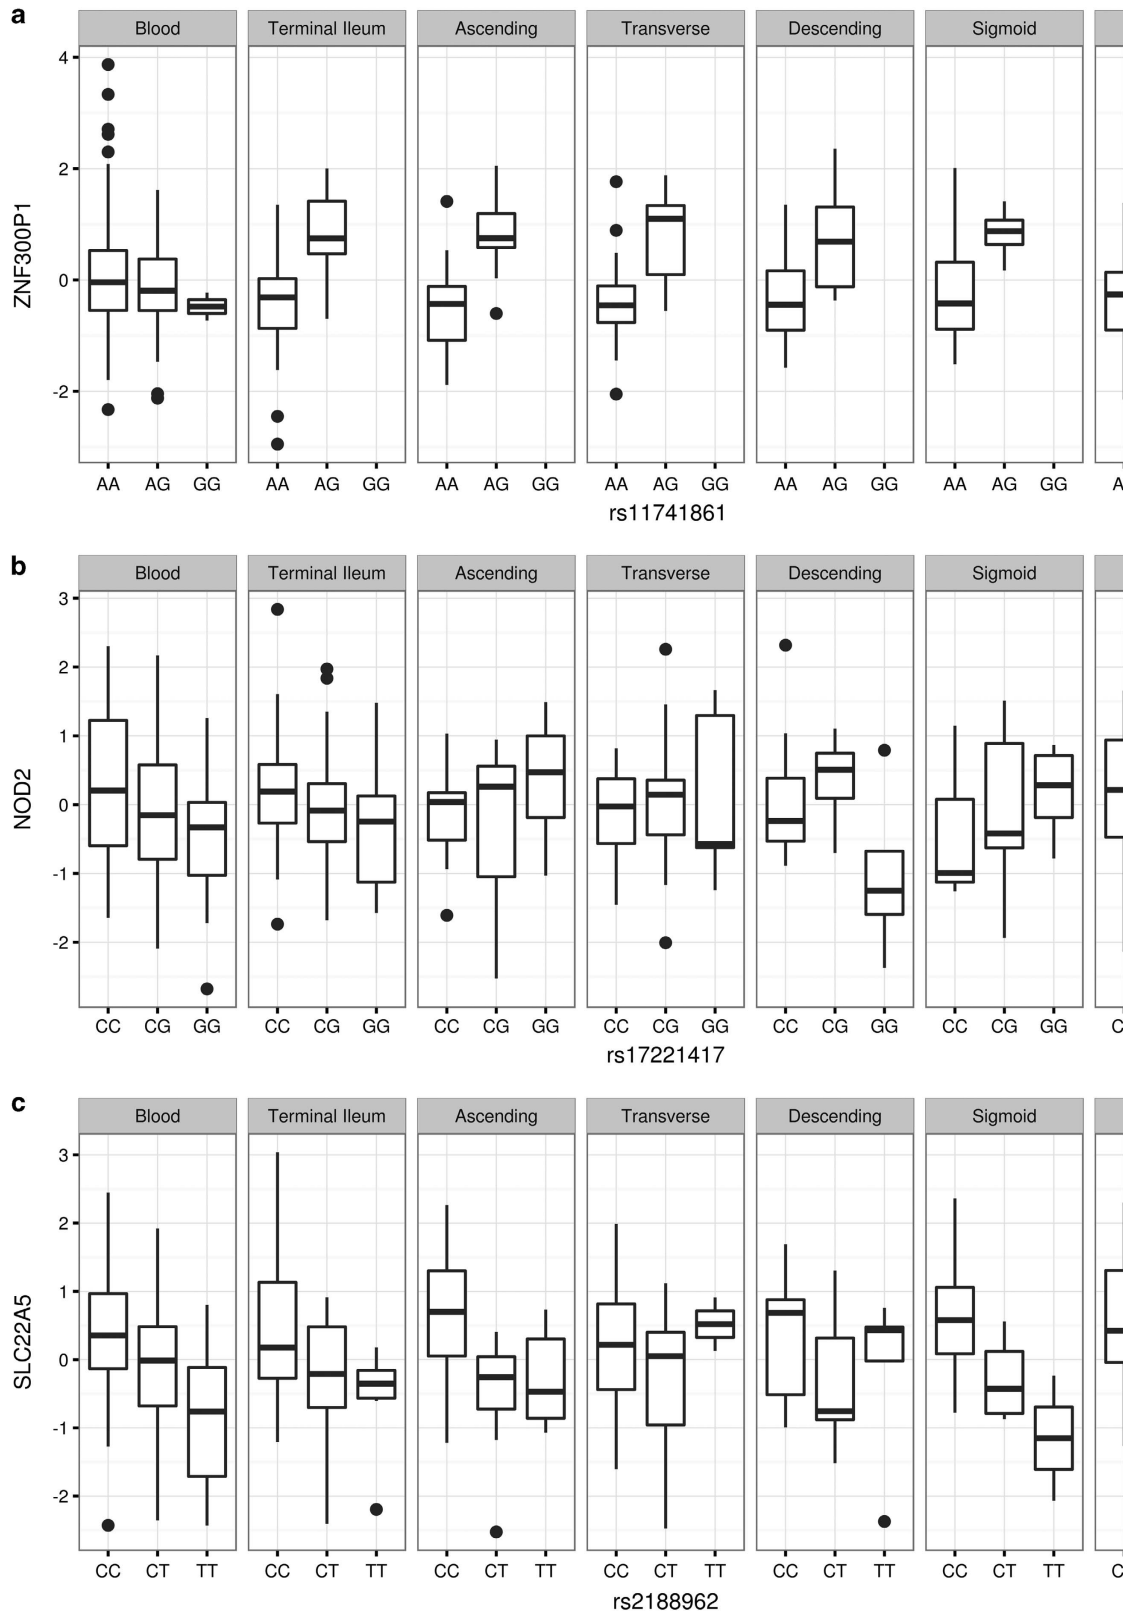 a
Blood Terminal Ileum Ascending Transverse Descending Sigmoid
4
2
0
-2
ZNF300P1
AA AG GG AA AG GG AA AG GG AA AG GG AA AG GG AA AG GG A
rs11741861
b
Blood Terminal Ileum Ascending Transverse Descending Sigmoid
3
2
1
0
-1
-2
NOD2
CC CG GG CC CG GG CC CG GG CC CG GG CC CG GG CC CG GG C
rs17221417
c
Blood Terminal Ileum Ascending Transverse Descending Sigmoid
3
2
1
0
-1
-2
SLC22A5
CC CT TT CC CT TT CC CT TT CC CT TT CC CT TT CC CT TT C
rs2188962